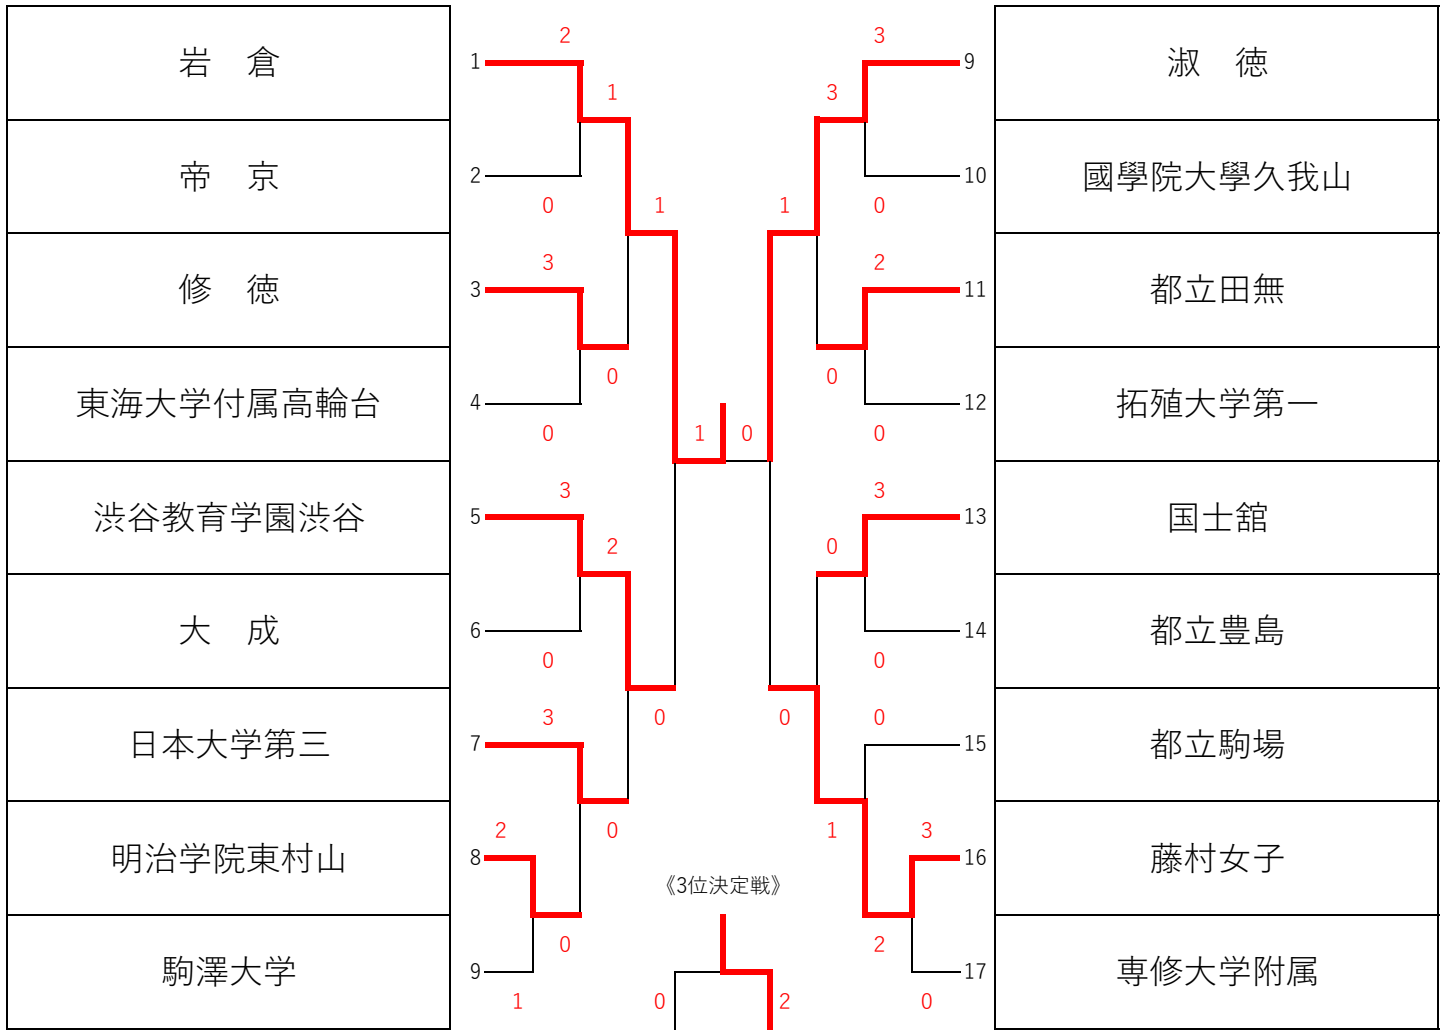 岩　倉
帝　京
修　徳
東海大学付属高輪台
渋谷教育学園渋谷
大　成
日本大学第三
明治学院東村山
駒澤大学
1
2
3
4
5
6
7
8
9
2
0
3
0
3
0
3
2
1
1
0
2
0
0
1
0
1
0
1
0
3
0
0
1
3
0
2
0
3
0
0
3
2
0
《3位決定戦》
0
2
9
10
11
12
13
14
15
16
17
淑　徳
國學院大學久我山
都立田無
拓殖大学第一
国士舘
都立豊島
都立駒場
藤村女子
専修大学附属